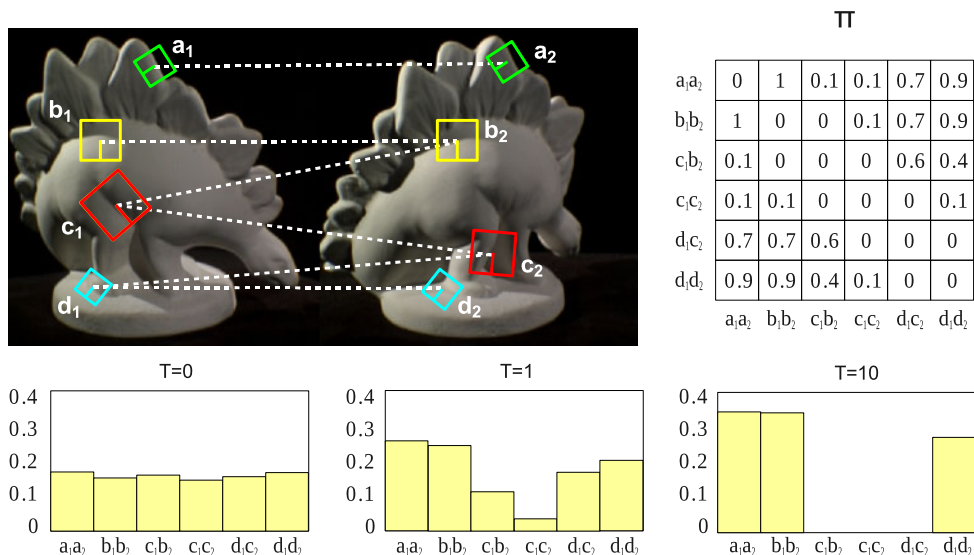 Π
a₁
a₂
b₁
b₂
c₁
c₂
d₁
d₂
a₁a₂ 0 1 0.1 0.1 0.7 0.9
b₁b₂ 1 0 0 0.1 0.7 0.9
c₁b₂ 0.1 0 0 0 0.6 0.4
c₁c₂ 0.1 0.1 0 0 0 0.1
d₁c₂ 0.7 0.7 0.6 0 0 0
d₁d₂ 0.9 0.9 0.4 0.1 0 0
a₁a₂ b₁b₂ c₁b₂ c₁c₂ d₁c₂ d₁d₂
T=0
0.4
0.3
0.2
0.1
0
a₁a₂ b₁b₂ c₁b₂ c₁c₂ d₁c₂ d₁d₂
T=1
0.4
0.3
0.2
0.1
0
a₁a₂ b₁b₂ c₁b₂ c₁c₂ d₁c₂ d₁d₂
T=10
0.4
0.3
0.2
0.1
0
a₁a₂ b₁b₂ c₁b₂ c₁c₂ d₁c₂ d₁d₂